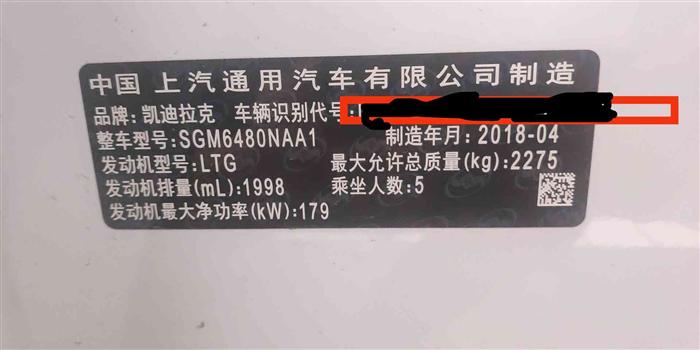 中国 上汽通用汽车有限公司制造
品牌:凯迪拉克 车辆识别代号:
整车型号:SGM6480NAA1 制造年月:2018-04
发动机型号:LTG 最大允许总质量(kg):2275
发动机排量(mL):1998 乘坐人数:5
发动机最大净功率(kW):179